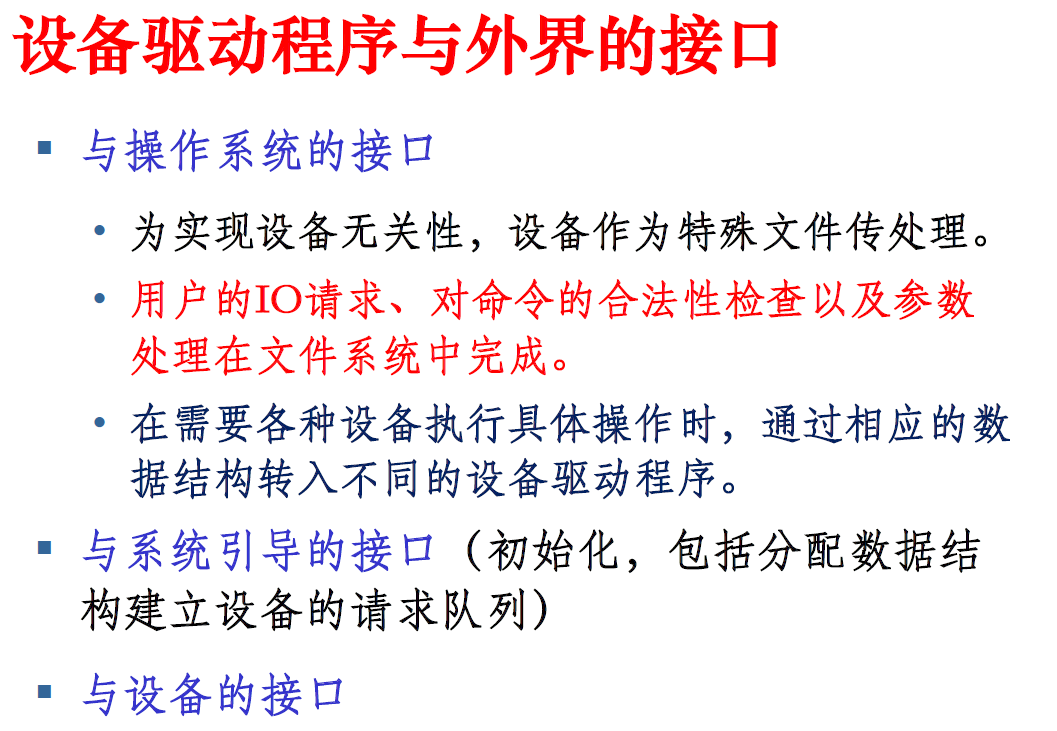 设备驱动程序与外界的接口
▪ 与操作系统的接口
• 为实现设备无关性，设备作为特殊文件传处理。
• 用户的IO请求、对命令的合法性检查以及参数
处理在文件系统中完成。
• 在需要各种设备执行具体操作时，通过相应的数
据结构转入不同的设备驱动程序。
▪ 与系统引导的接口（初始化，包括分配数据结
构建立设备的请求队列）
▪ 与设备的接口